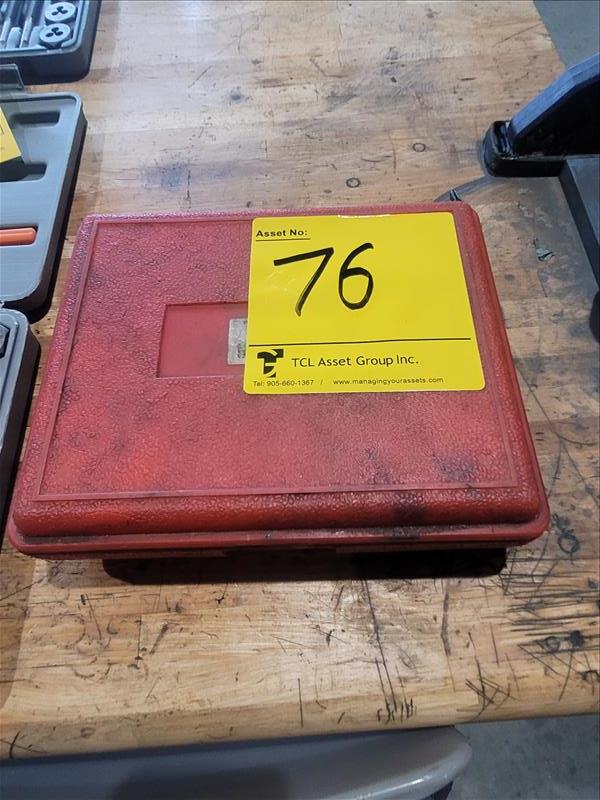 Asset No:
76
TCL Asset Group Inc.
Tel: 905-660-1367 / www.managingyourassets.com